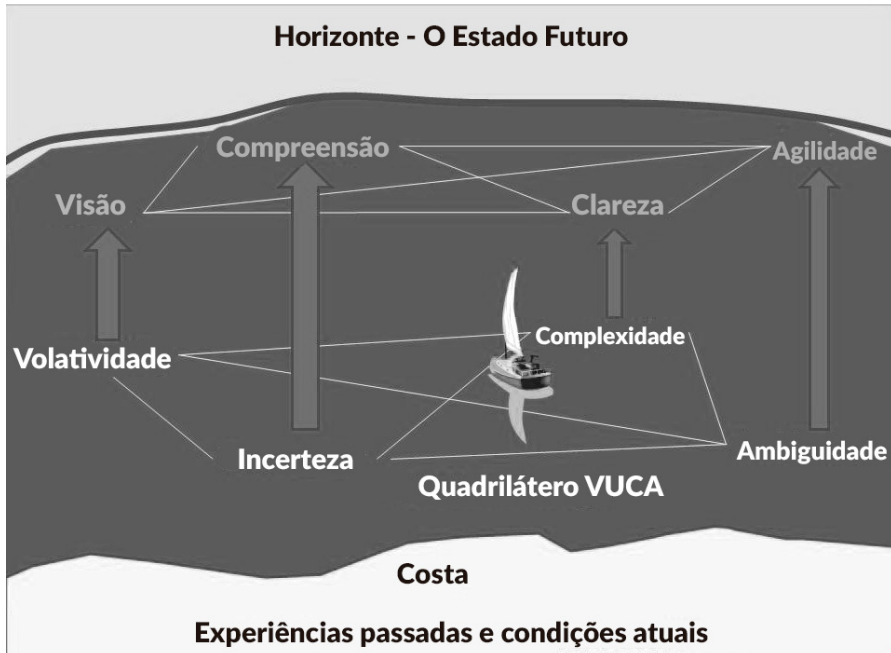 Horizonte - O Estado Futuro
Compreensão
Agilidade
Visão
Clareza
Complexidade
Volatividade
Incerteza
Ambiguidade
Quadrilátero VUCA
Costa
Experiências passadas e condições atuais